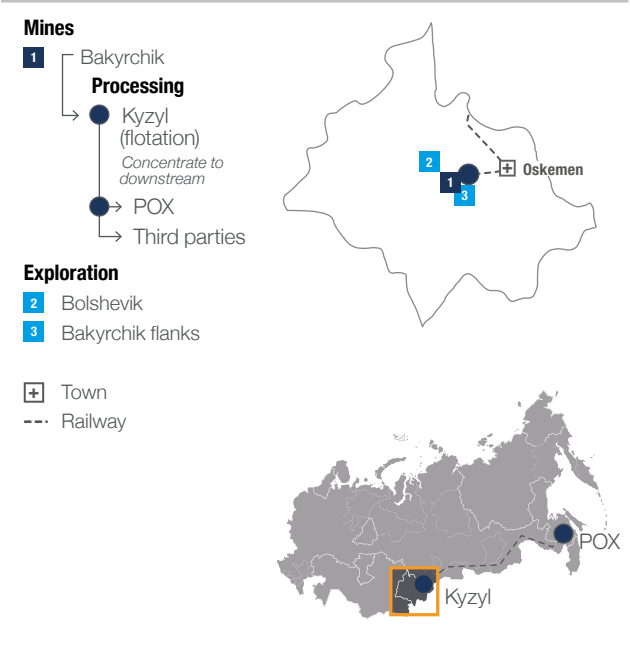 Mines
1 Bakyrchik
Processing
Kyzyl
(flotation)
Concentrate to
downstream
POX
Third parties
Exploration
2 Bolshevik
3 Bakyrchik flanks
Town
Railway
2
1
3
Oskemen
POX
Kyzyl